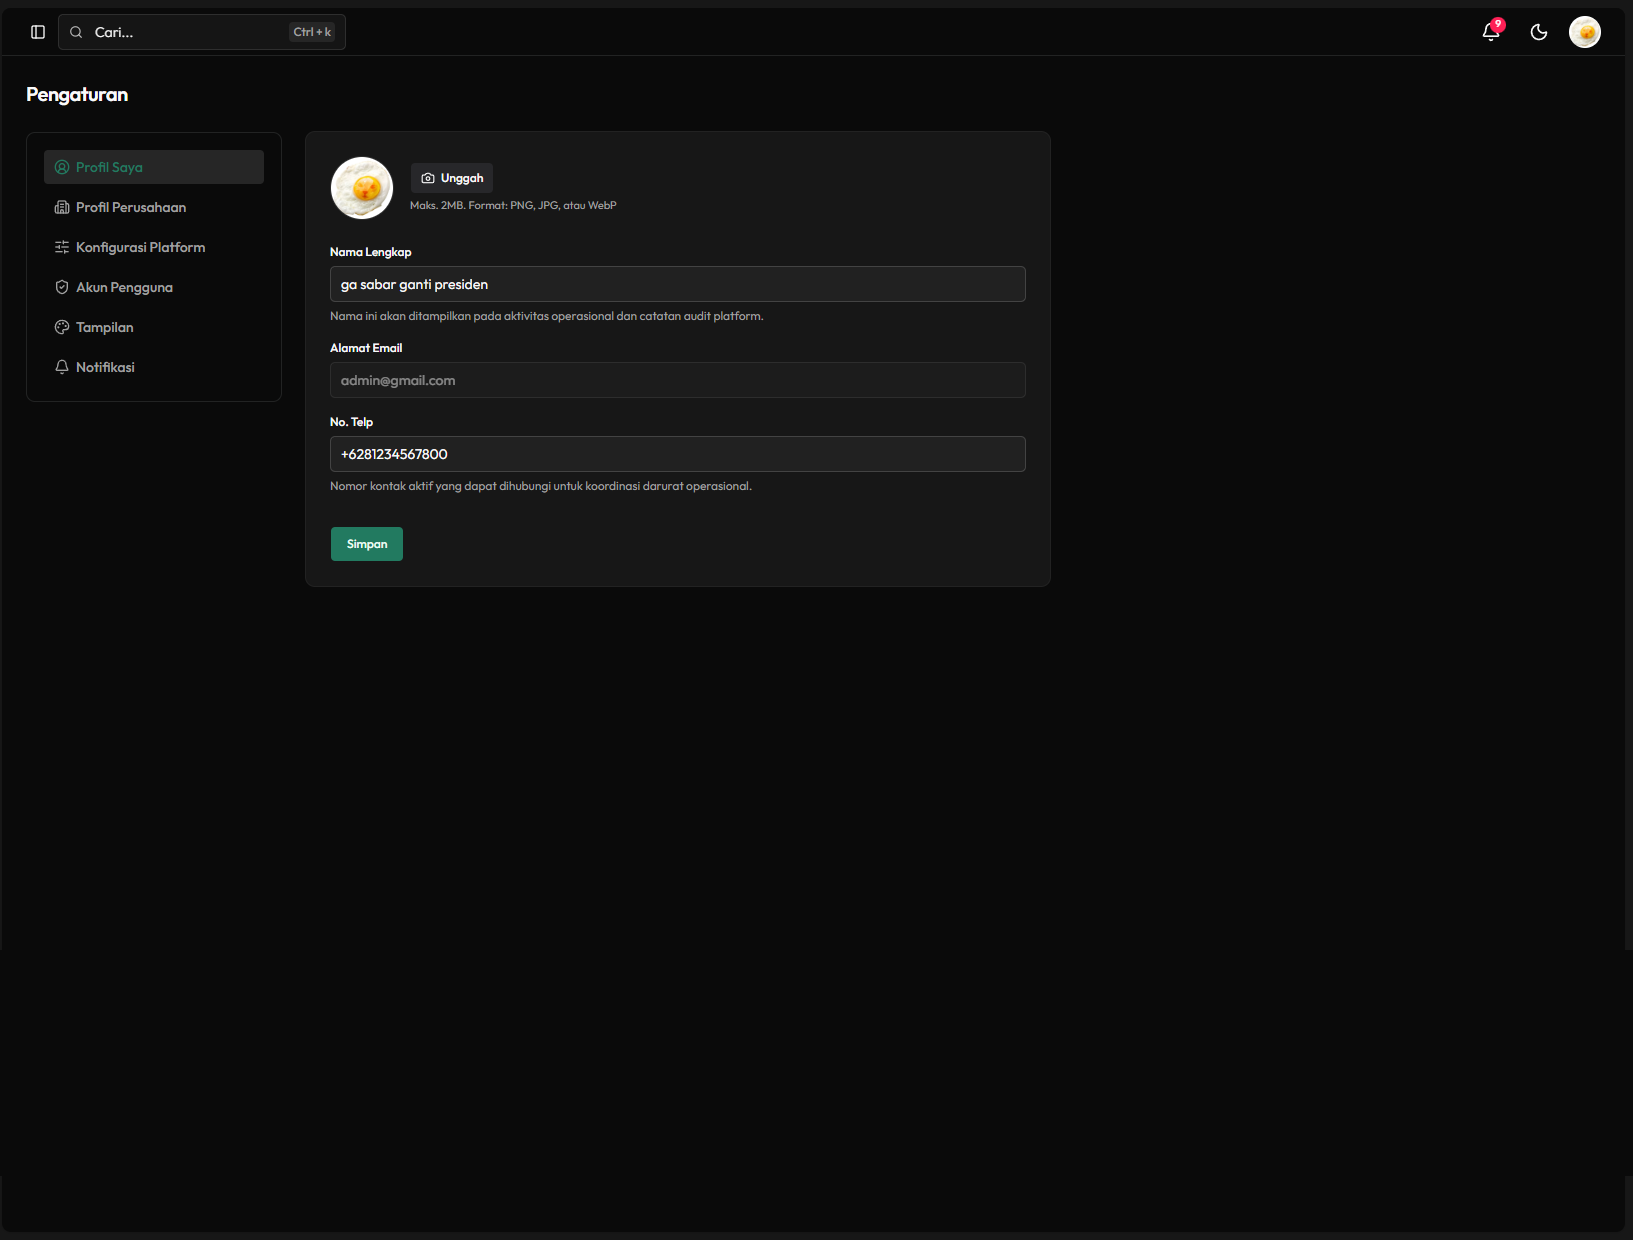 Cari...
Ctrl + k
9
Pengaturan
Profil Saya
Profil Perusahaan
Konfigurasi Platform
Akun Pengguna
Tampilan
Notifikasi
Unggah
Maks. 2MB. Format: PNG, JPG, atau WebP
Nama Lengkap
ga sabar ganti presiden
Nama ini akan ditampilkan pada aktivitas operasional dan catatan audit platform.
Alamat Email
admin@gmail.com
No. Telp
+6281234567800
Nomor kontak aktif yang dapat dihubungi untuk koordinasi darurat operasional.
Simpan